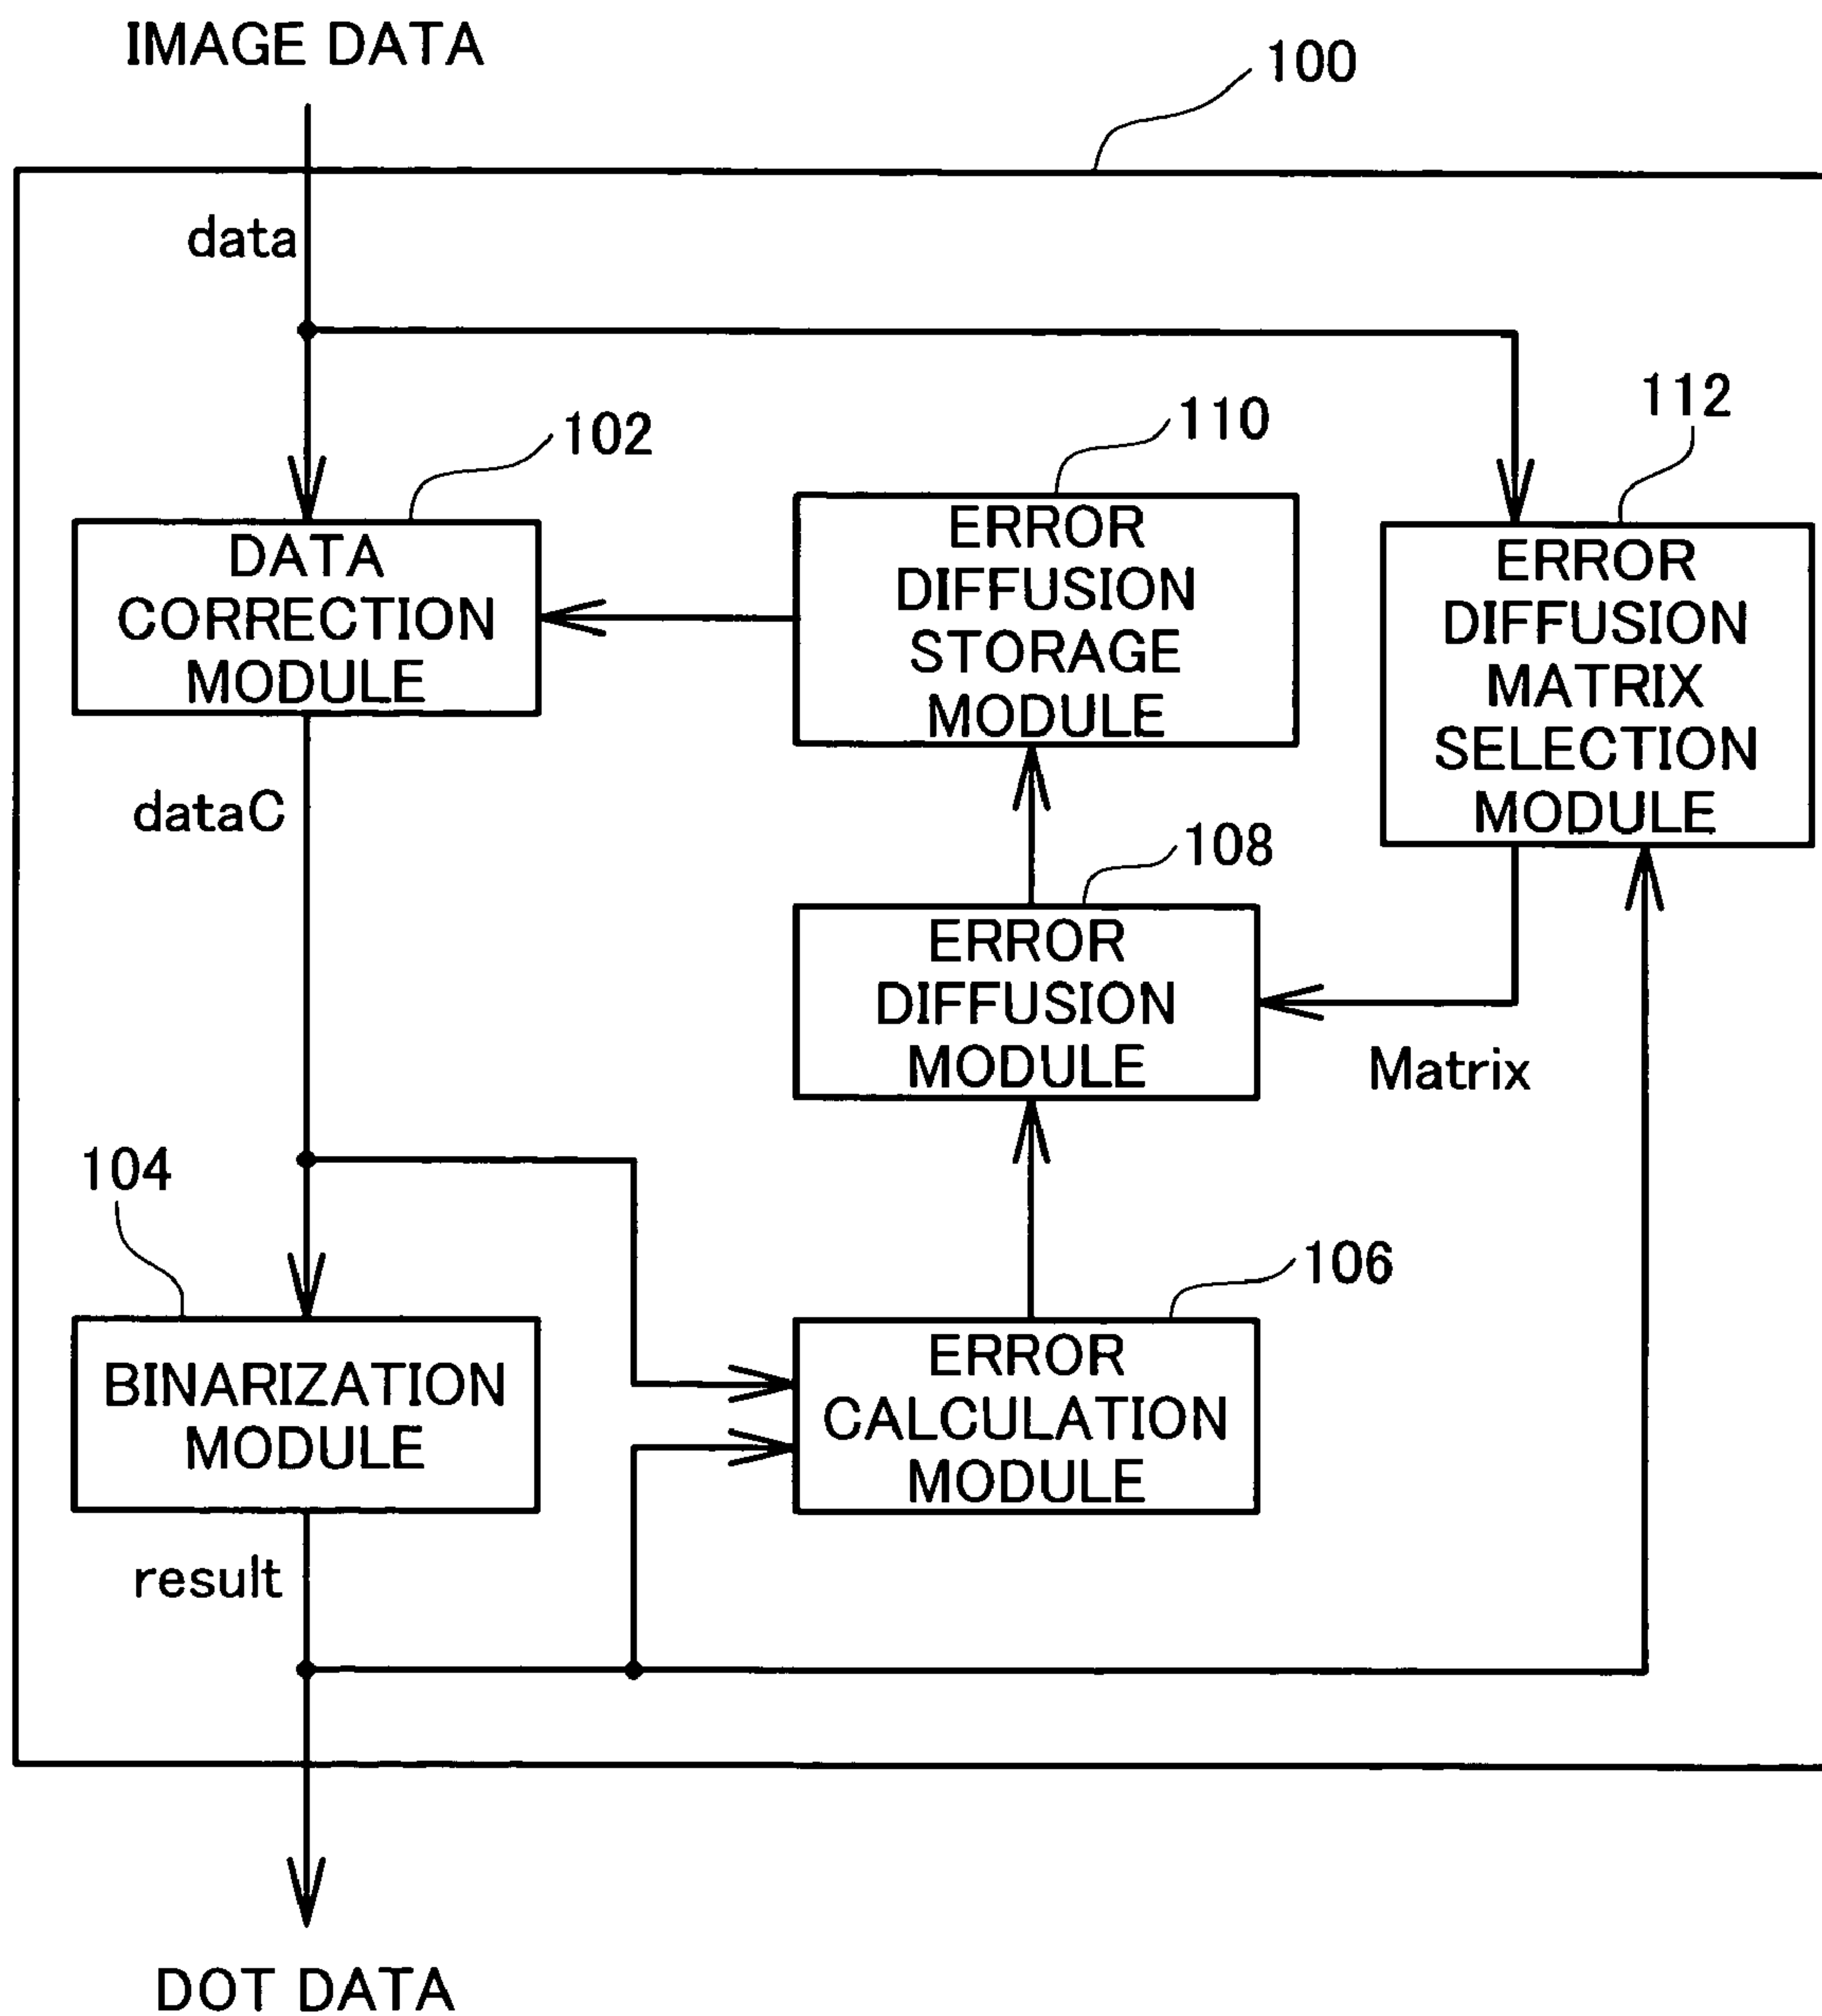 IMAGE DATA
100
data
102
110
112
DATA
CORRECTION
MODULE
ERROR
DIFFUSION
STORAGE
MODULE
ERROR
DIFFUSION
MATRIX
SELECTION
MODULE
dataC
108
ERROR
DIFFUSION
MODULE
Matrix
104
106
BINARIZATION
MODULE
ERROR
CALCULATION
MODULE
result
DOT DATA